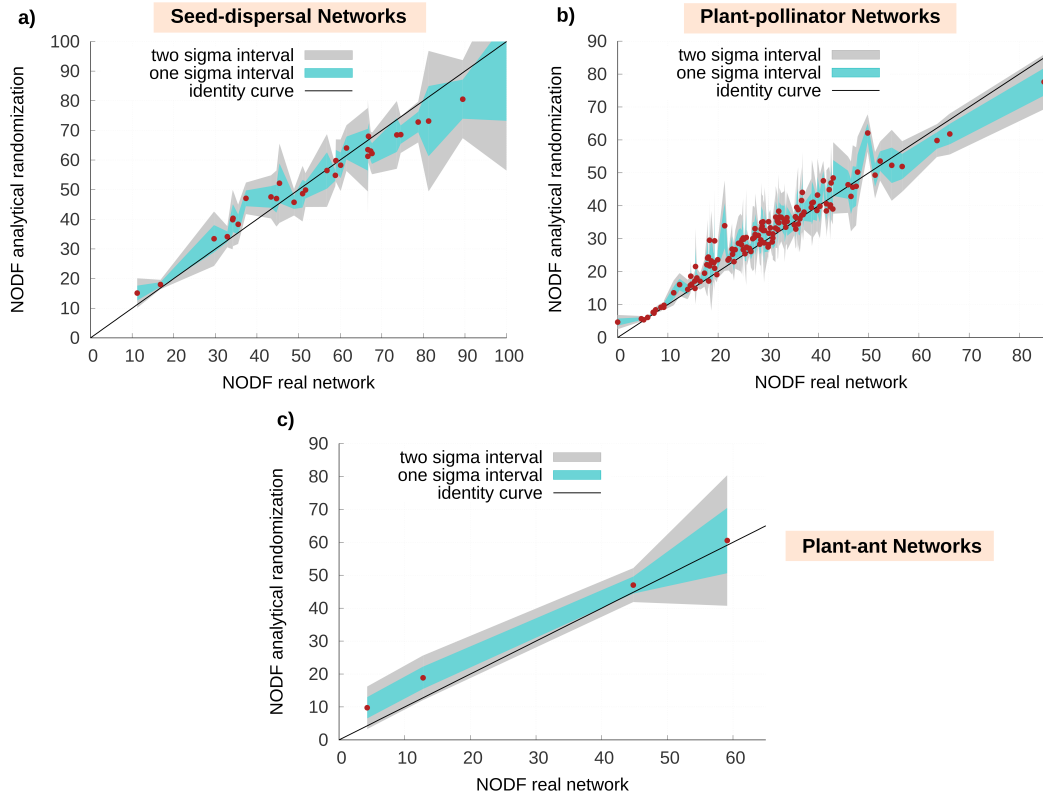 a)
Seed-dispersal Networks
NODF analytical randomization
100
90
80
70
60
50
40
30
20
10
0
two sigma interval
one sigma interval
identity curve
0 10 20 30 40 50 60 70 80 90 100
NODF real network
b)
Plant-pollinator Networks
NODF analytical randomization
90
80
70
60
50
40
30
20
10
0
two sigma interval
one sigma interval
identity curve
0 10 20 30 40 50 60 70 80
NODF real network
c)
NODF analytical randomization
90
80
70
60
50
40
30
20
10
0
two sigma interval
one sigma interval
identity curve
0 10 20 30 40 50 60
NODF real network
Plant-ant Networks